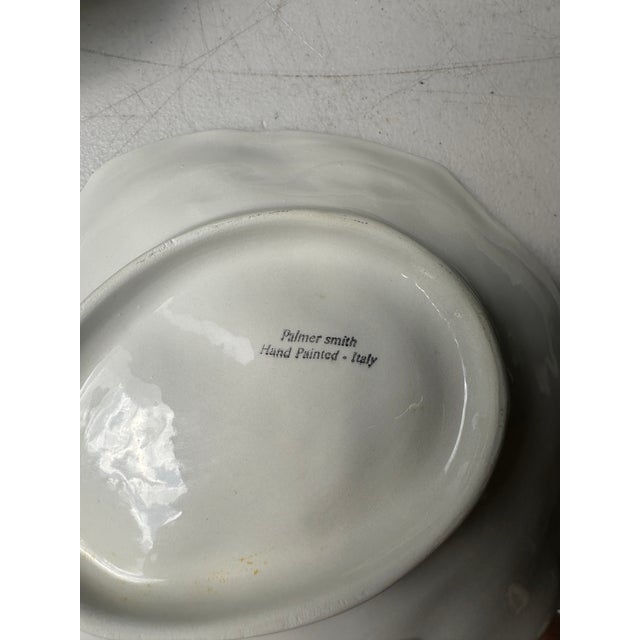 Palmer smith
Hand Painted - Italy